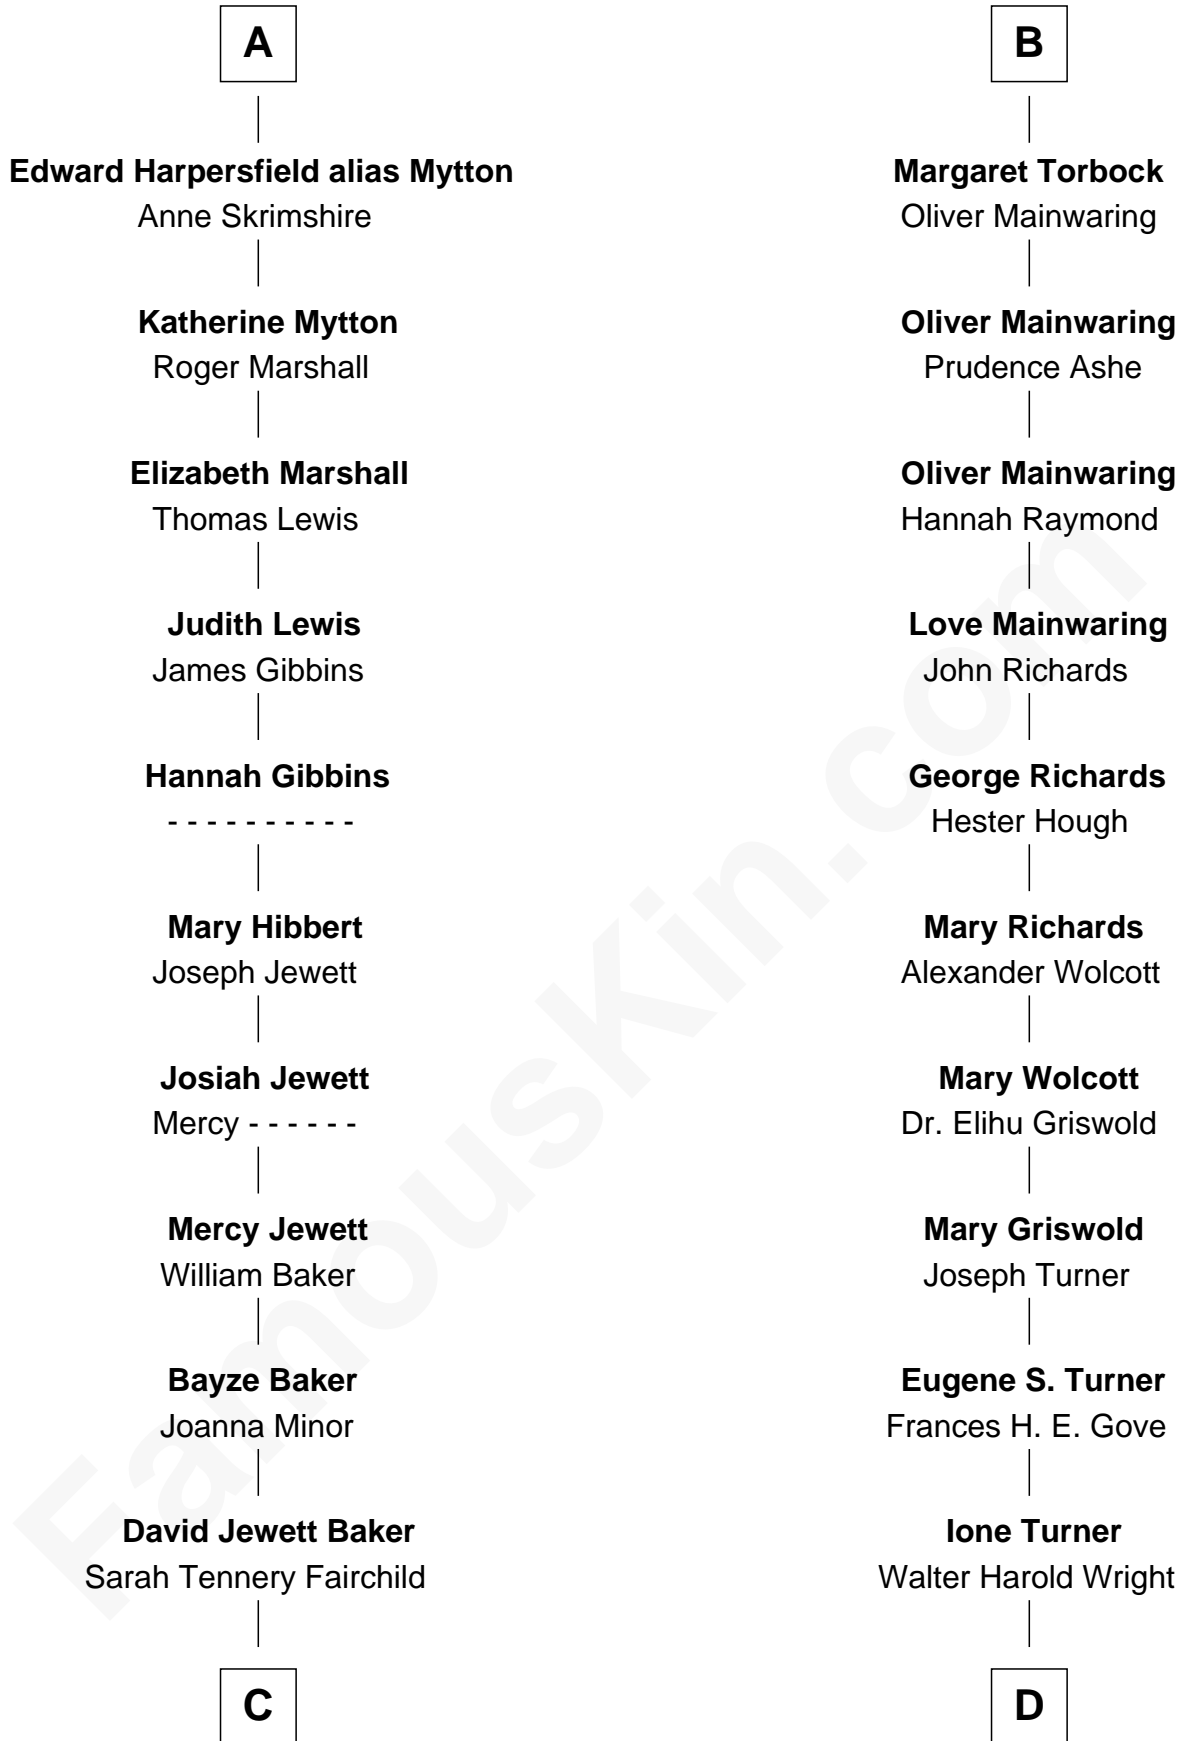 A
Edward Harpersfield alias Mytton
Anne Skrimshire
Katherine Mytton
Roger Marshall
Elizabeth Marshall
Thomas Lewis
Judith Lewis
James Gibbins
Hannah Gibbins
- - - - - - - - - -
Mary Hibbert
Joseph Jewett
Josiah Jewett
Mercy - - - - - -
Mercy Jewett
William Baker
Bayze Baker
Joanna Minor
David Jewett Baker
Sarah Tennery Fairchild
C
B
Margaret Torbock
Oliver Mainwaring
Oliver Mainwaring
Prudence Ashe
Oliver Mainwaring
Hannah Raymond
Love Mainwaring
John Richards
George Richards
Hester Hough
Mary Richards
Alexander Wolcott
Mary Wolcott
Dr. Elihu Griswold
Mary Griswold
Joseph Turner
Eugene S. Turner
Frances H. E. Gove
Ione Turner
Walter Harold Wright
D
FamousKin.com